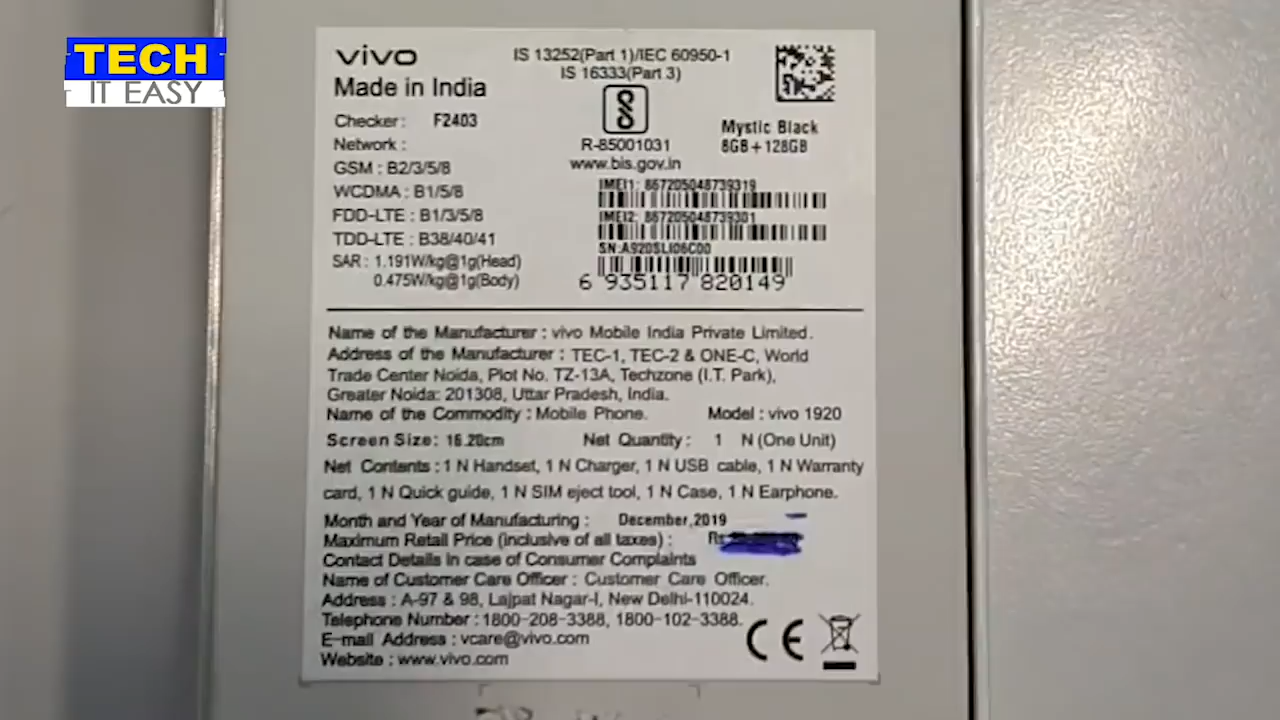 TECH
IT EASY
vivo
Made in India
Checker: F2403
Network:
GSM : B2/3/5/8
WCDMA : B1/5/8
FDD-LTE : B1/3/5/8
TDD-LTE : B38/40/41
SAR : 1.191W/kg@1g(Head)
0.475W/kg@1g(Body)
IS 13252(Part 1)/IEC 60950-1
IS 16333(Part 3)
R-85001031
www.bis.gov.in
Mystic Black
8GB+128GB
IMEI1: 867205048739319
IMEI2: 867205048739301
SN:A920SLI06C00
6 935117 820149
Name of the Manufacturer : vivo Mobile India Private Limited.
Address of the Manufacturer : TEC-1, TEC-2 & ONE-C, World
Trade Center Noida, Plot No. TZ-13A, Techzone (I.T. Park),
Greater Noida: 201308, Uttar Pradesh, India.
Name of the Commodity : Mobile Phone. Model : vivo 1920
Screen Size: 16.20cm Net Quantity : 1 N (One Unit)
Net Contents : 1 N Handset, 1 N Charger, 1 N USB cable, 1 N Warranty
card, 1 N Quick guide, 1 N SIM eject tool, 1 N Case, 1 N Earphone.
Month and Year of Manufacturing : December,2019
Maximum Retail Price (inclusive of all taxes) :
Contact Details in case of Consumer Complaints
Name of Customer Care Officer : Customer Care Officer.
Address : A-97 & 98, Lajpat Nagar-I, New Delhi-110024.
Telephone Number : 1800-208-3388, 1800-102-3388.
E-mail Address : vcare@vivo.com
Website : www.vivo.com
CE